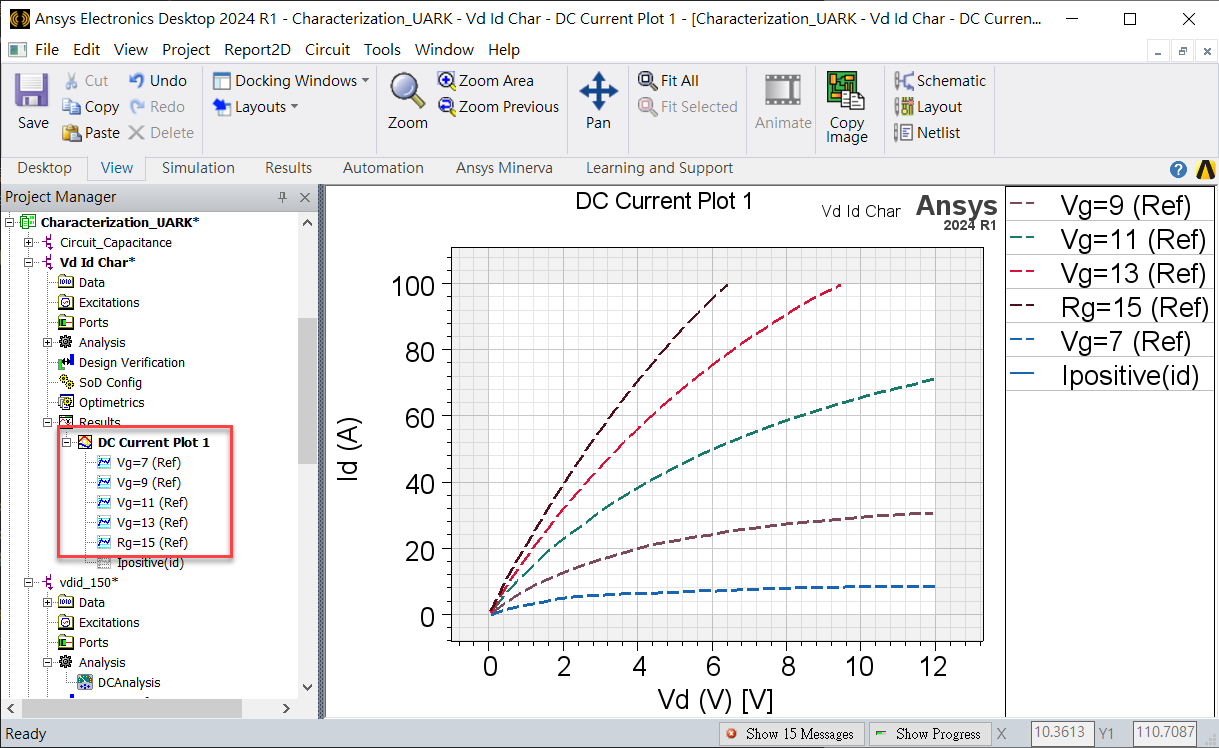 Ansys Electronics Desktop 2024 R1 - Characterization_UARK - Vd Id Char - DC Current Plot 1 - [Characterization_UARK - Vd Id Char - DC Curren...
File Edit View Project Report2D Circuit Tools Window Help
Save
Cut
Copy
Paste
Undo
Redo
Delete
Docking Windows
Layouts
Zoom
Zoom Area
Zoom Previous
Pan
Fit All
Fit Selected
Animate
Copy
Image
Schematic
Layout
Netlist
Desktop View Simulation Results Automation Ansys Minerva Learning and Support
Project Manager
Characterization_UARK*
Circuit_Capacitance
Vd Id Char*
Data
Excitations
Ports
Analysis
Design Verification
SoD Config
Optimetrics
Results
DC Current Plot 1
Vg=7 (Ref)
Vg=9 (Ref)
Vg=11 (Ref)
Vg=13 (Ref)
Rg=15 (Ref)
Ipositive(id)
vdid_150*
Data
Excitations
Ports
Analysis
DCAnalysis
DC Current Plot 1
Vd Id Char
Ansys
2024 R1
100
80
60
40
20
0
Id (A)
0 2 4 6 8 10 12
Vd (V) [V]
Vg=9 (Ref)
Vg=11 (Ref)
Vg=13 (Ref)
Rg=15 (Ref)
Vg=7 (Ref)
Ipositive(id)
Ready
Show 15 Messages
Show Progress
X 10.3613 Y1 110.7087